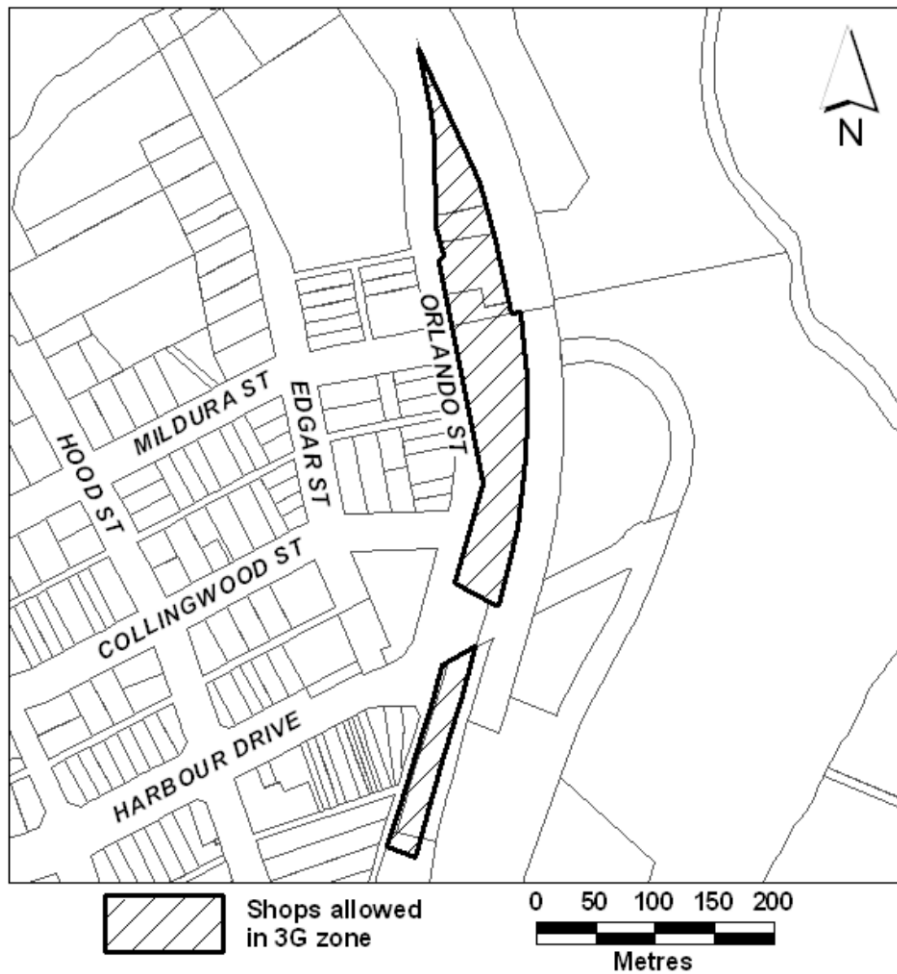 N
ORLANDO ST
MILDURA ST
EDGAR ST
HOOD ST
COLLINGWOOD ST
HARBOUR DRIVE
Shops allowed
in 3G zone
0 50 100 150 200
Metres